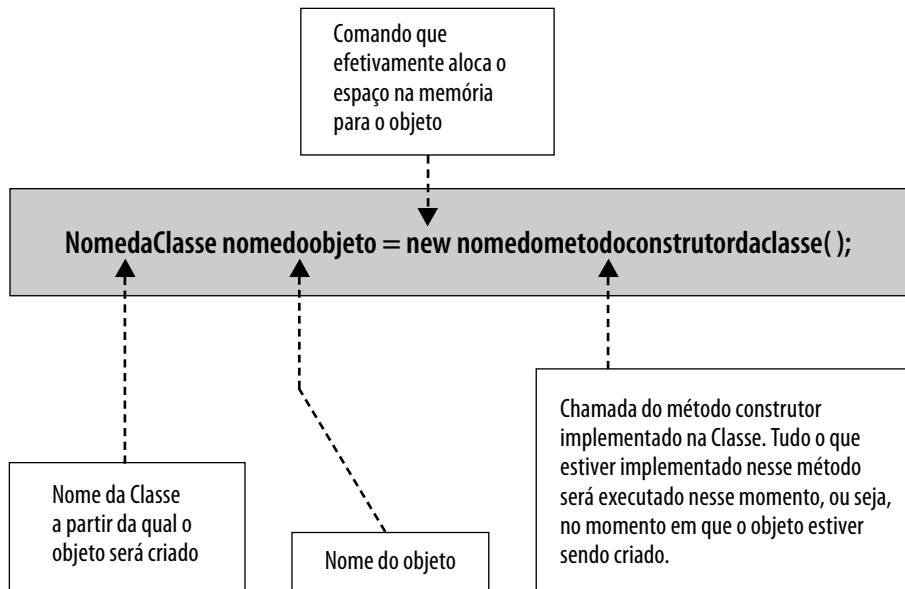 Comando que
efetivamente aloca o
espaço na memória
para o objeto
NomedaClasse nomedoobjeto = new nomedometodoconstrutordaclasse( );
Nome da Classe
a partir da qual o
objeto será criado
Nome do objeto
Chamada do método construtor
implementado na Classe. Tudo o que
estiver implementado nesse método
será executado nesse momento, ou seja,
no momento em que o objeto estiver
sendo criado.